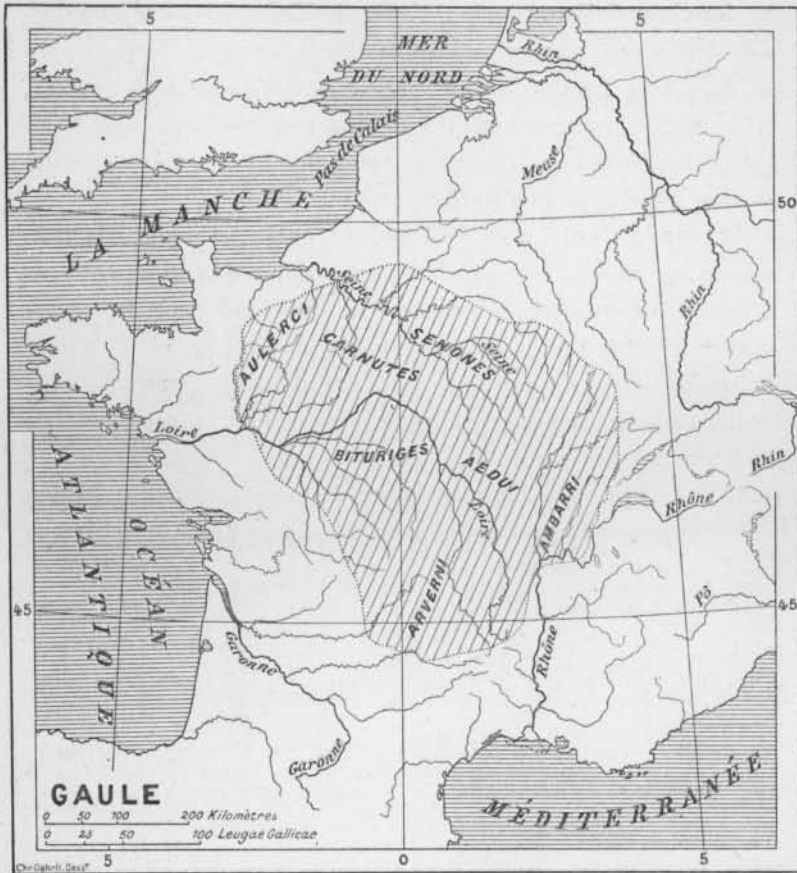 5
5
MER
DU NORD
Rhin
Pas de Calais
Meuse
LA MANCHE
50
Rhin
Seine
AULERCI
CARNUTES
SENONES
Seine
Loire
BITURIGES
AEDUI
Rhin
Rhône
AMBARRI
Loire
ATLANTIQUE
OCÉAN
ARVERNI
45
45
Pô
Garonne
Rhône
Garonne
MÉDITERRANÉE
GAULE
0 50 100 200 Kilomètres
0 25 50 100 Leugae Gallicae
5
0
5